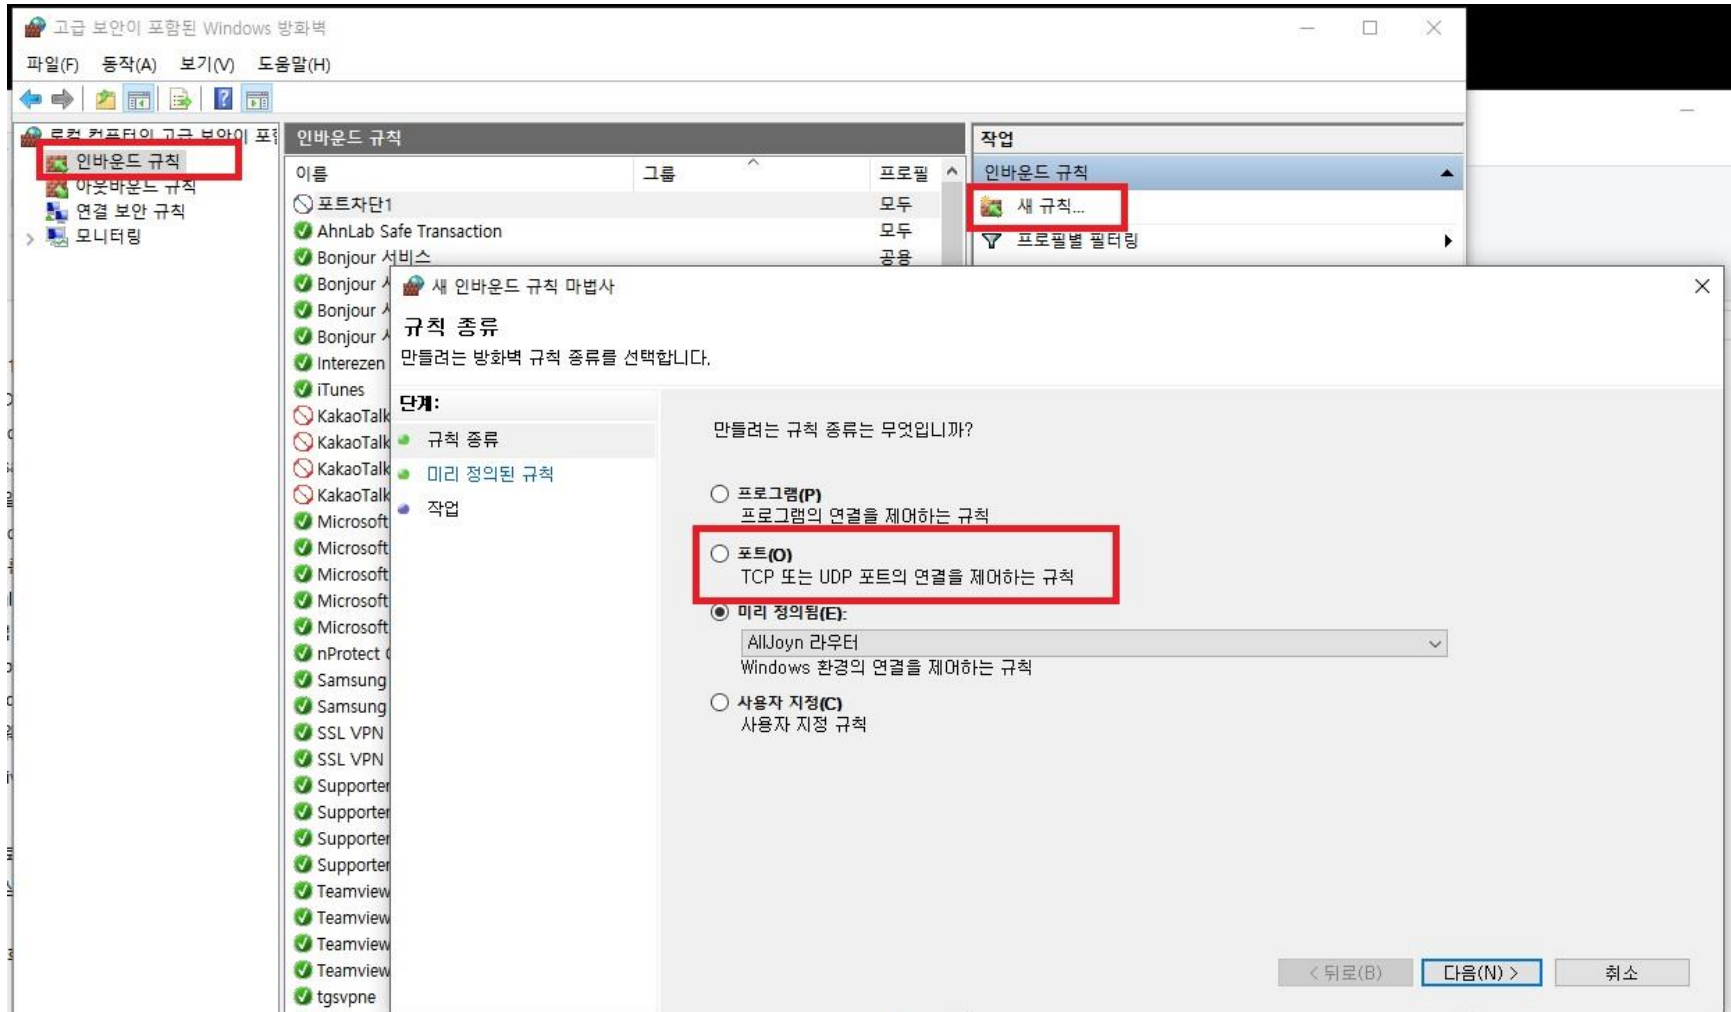 고급 보안이 포함된 Windows 방화벽
파일(F) 동작(A) 보기(V) 도움말(H)
로컬 컴퓨터의 고급 보안이 포함
인바운드 규칙
아웃바운드 규칙
연결 보안 규칙
모니터링
인바운드 규칙
이름 그룹 프로필
포트차단1 모두
AhnLab Safe Transaction 모두
Bonjour 서비스 공용
Bonjour
Bonjour
Bonjour
Interezen
iTunes
KakaoTalk
KakaoTalk
KakaoTalk
KakaoTalk
Microsoft
Microsoft
Microsoft
Microsoft
Microsoft
nProtect
Samsung
Samsung
SSL VPN
SSL VPN
Supporter
Supporter
Supporter
Supporter
Teamview
Teamview
Teamview
Teamview
tgsvpne
작업
인바운드 규칙
새 규칙...
프로필별 필터링
새 인바운드 규칙 마법사
규칙 종류
만들려는 방화벽 규칙 종류를 선택합니다.
단계:
규칙 종류
미리 정의된 규칙
작업
만들려는 규칙 종류는 무엇입니까?
프로그램(P)
프로그램의 연결을 제어하는 규칙
포트(O)
TCP 또는 UDP 포트의 연결을 제어하는 규칙
미리 정의됨(E):
AllJoyn 라우터
Windows 환경의 연결을 제어하는 규칙
사용자 지정(C)
사용자 지정 규칙
< 뒤로(B) 다음(N) > 취소